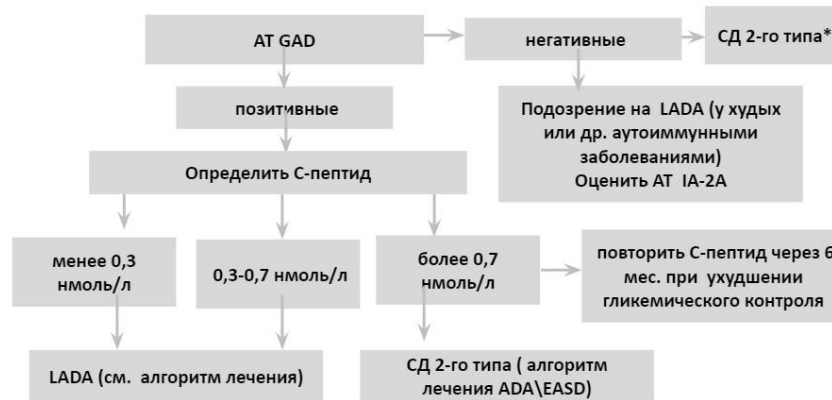 АТ GAD
негативные
СД 2-го типа*
позитивные
Подозрение на LADA (у худых
или др. аутоиммунными
заболеваниями)
Оценить АТ IA-2A
Определить С-пептид
менее 0,3
нмоль/л
0,3-0,7 нмоль/л
более 0,7
нмоль/л
повторить С-пептид через 6
мес. при ухудшении
гликемического контроля
LADA (см. алгоритм лечения)
СД 2-го типа ( алгоритм
лечения ADA\EASD)